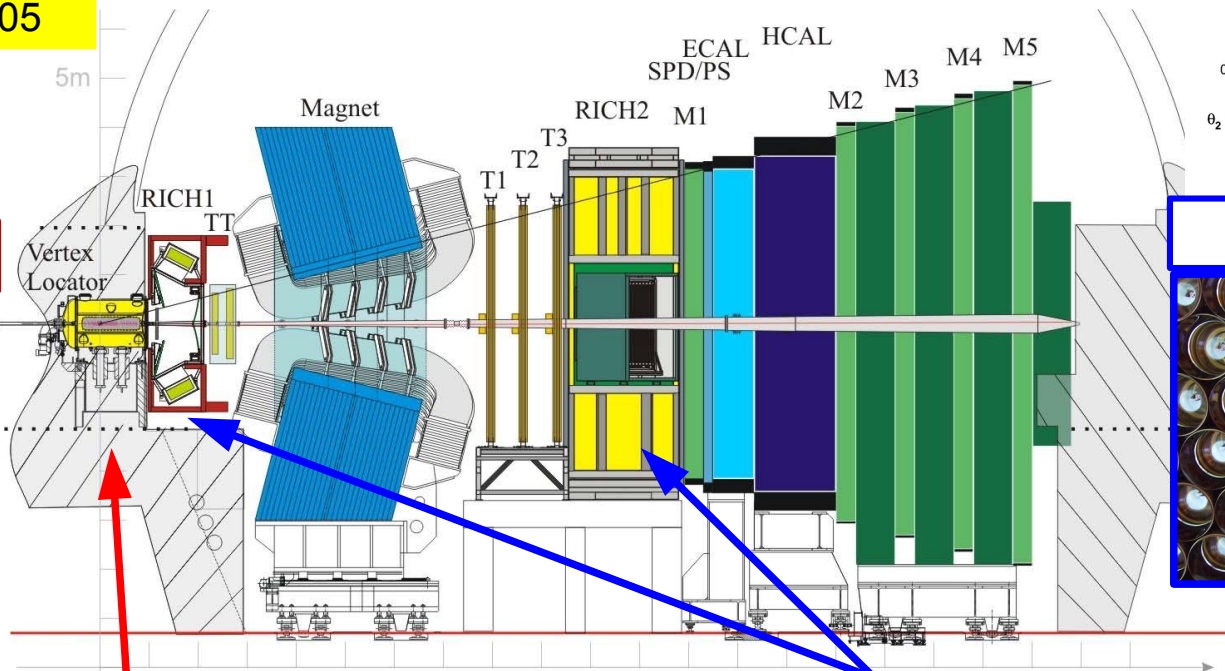 05
5m
Magnet
RICH1
TT
Vertex
Locator
T1
T2
T3
RICH2
SPD/PS
ECAL
HCAL
M1
M2
M3
M4
M5
θ2